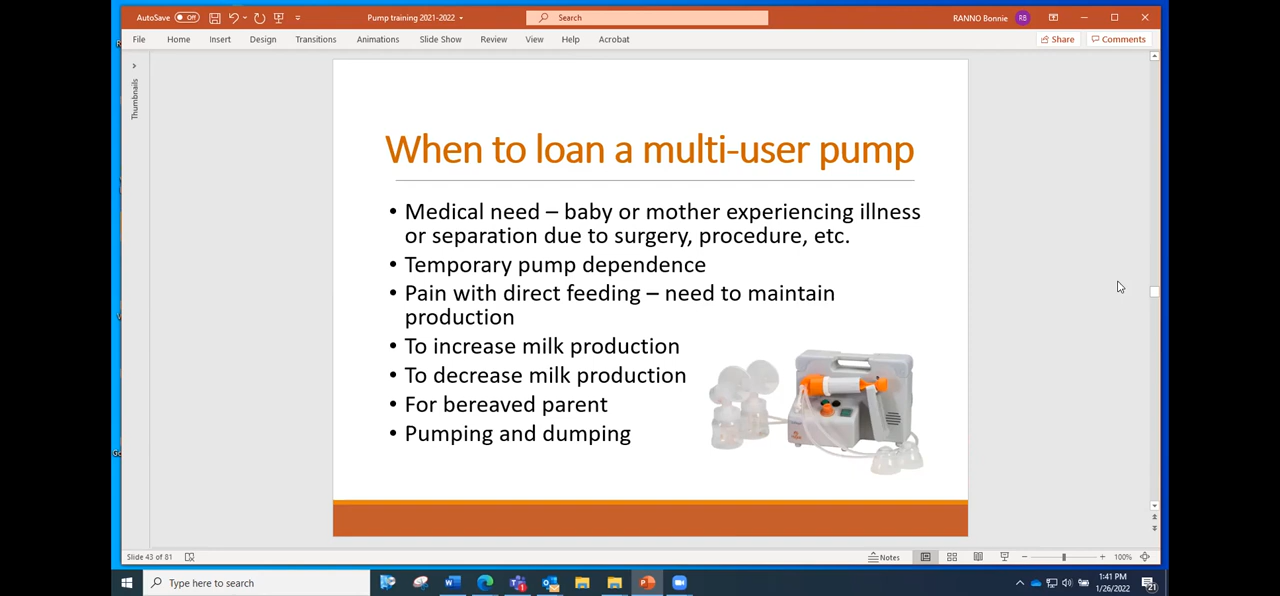 AutoSave Off
Pump training 2021-2022
Search
RANNO Bonnie
RB
File Home Insert Design Transitions Animations Slide Show Review View Help Acrobat
Share
Comments
Thumbnails
When to loan a multi-user pump
• Medical need – baby or mother experiencing illness
or separation due to surgery, procedure, etc.
• Temporary pump dependence
• Pain with direct feeding – need to maintain
production
• To increase milk production
• To decrease milk production
• For bereaved parent
• Pumping and dumping
Slide 43 of 81
Notes
100%
Type here to search
1:41 PM
1/26/2022
21